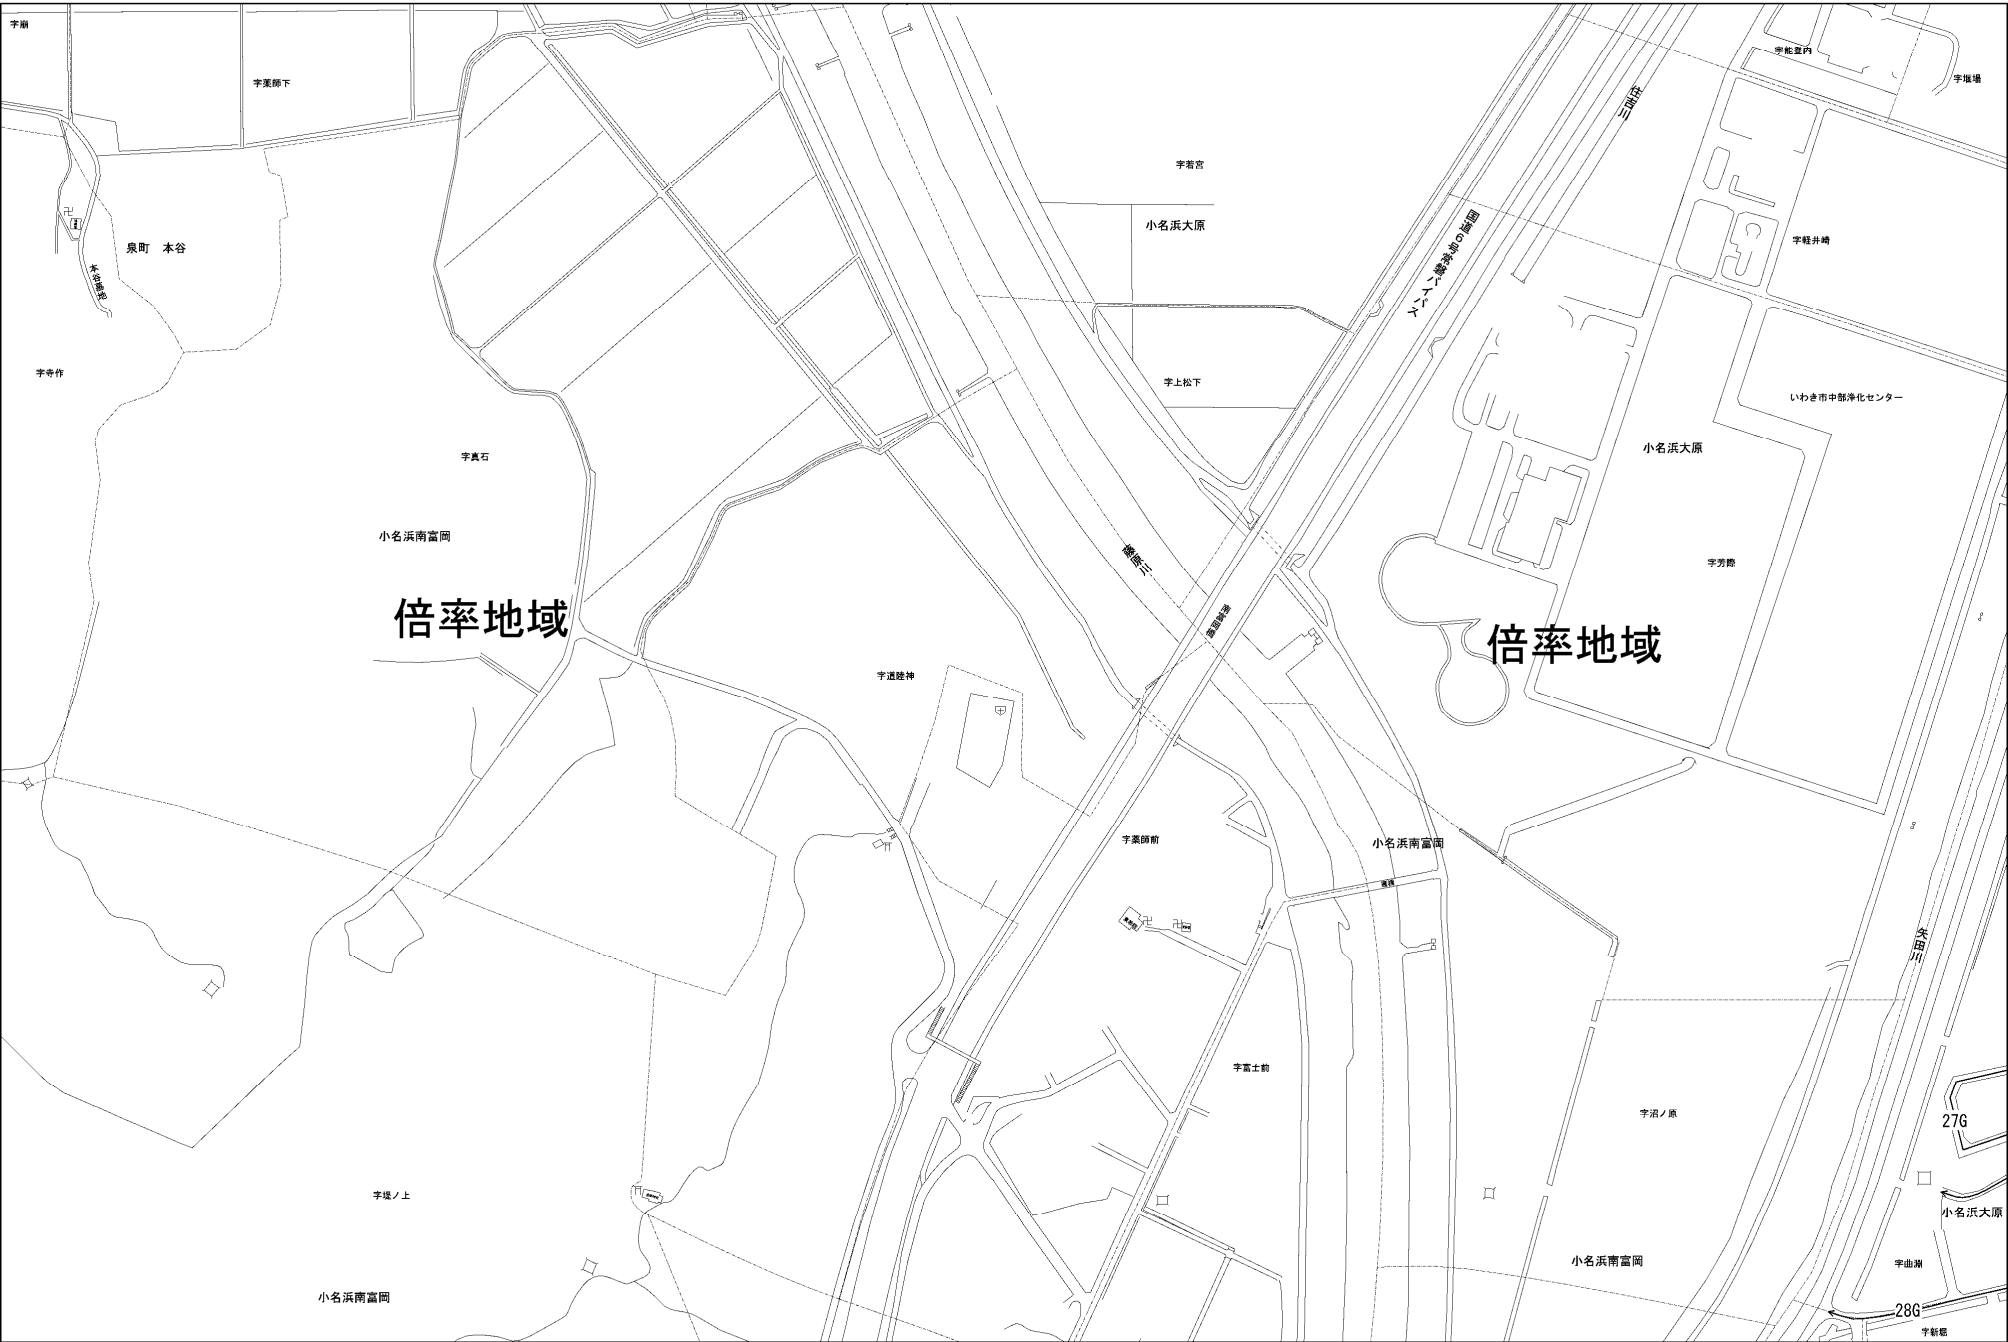 字崩
字薬師下
字能登内
字堰場
住吉川
字若宮
小名浜大原
国道6号常磐バイパス
字軽井崎
泉町 本谷
字寺作
字上松下
いわき市中部浄化センター
字真石
小名浜大原
小名浜南富岡
藤原川
字芳際
倍率地域
南富岡橋
倍率地域
字道陸神
字薬師前
小名浜南富岡
矢田川
字富士前
字沼ノ原
27G
字堤ノ上
小名浜大原
小名浜南富岡
字曲渕
小名浜南富岡
28G
字新堀